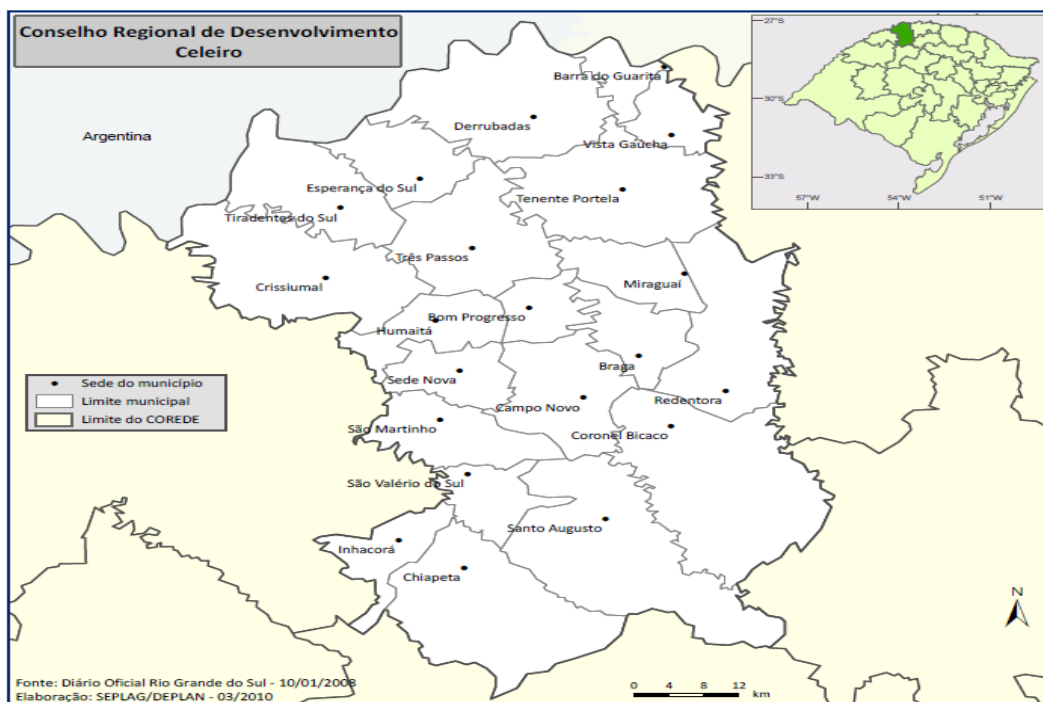 Conselho Regional de Desenvolvimento
Celeiro
27°S
30°S
33°S
57°W
54°W
51°W
Argentina
Barra do Guarita
Derrubadas
Vista Gaúcha
Esperança do Sul
Tenente Portela
Tiradentes do Sul
Três Passos
Crissiumal
Miraguaí
Bom Progresso
Humaitá
Braga
Sede Nova
Redentora
Campo Novo
São Martinho
Coronel Bicaco
São Valério do Sul
Santo Augusto
Inhacorá
Chiapeta
Sede do município
Limite municipal
Limite do COREDE
N
Fonte: Diário Oficial Rio Grande do Sul - 10/01/2008
Elaboração: SEPLAG/DEPLAN - 03/2010
0 4 8 12
km